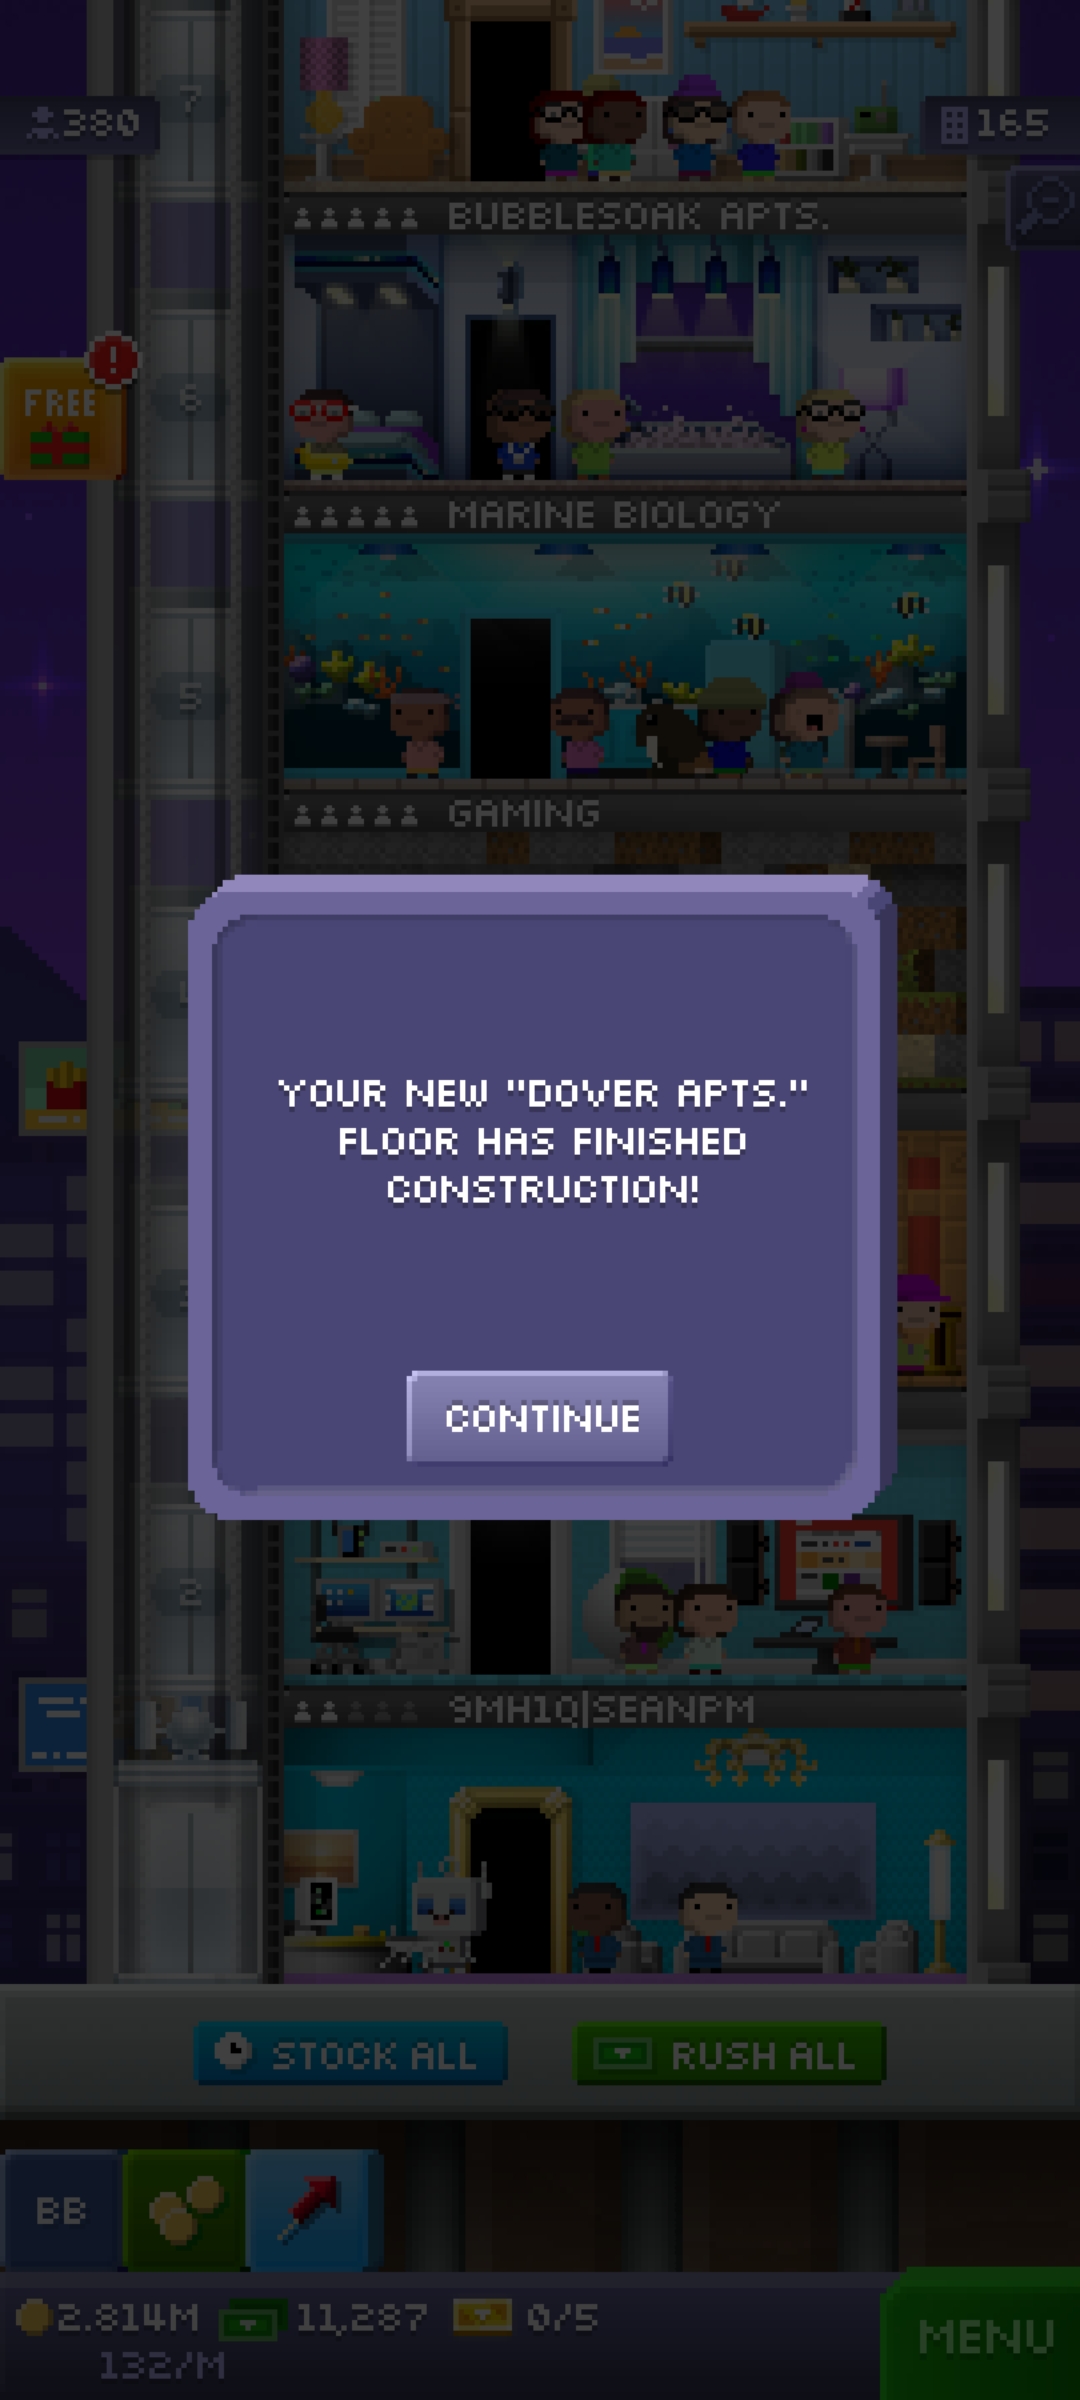 7
380
165
BUBBLESOAK APTS.
FREE
!
6
MARINE BIOLOGY
5
GAMING
YOUR NEW "DOVER APTS."
FLOOR HAS FINISHED
CONSTRUCTION!
CONTINUE
2
9MH1Q|SEANPM
STOCK ALL
RUSH ALL
BB
2.814M
11,287
0/5
132/M
MENU